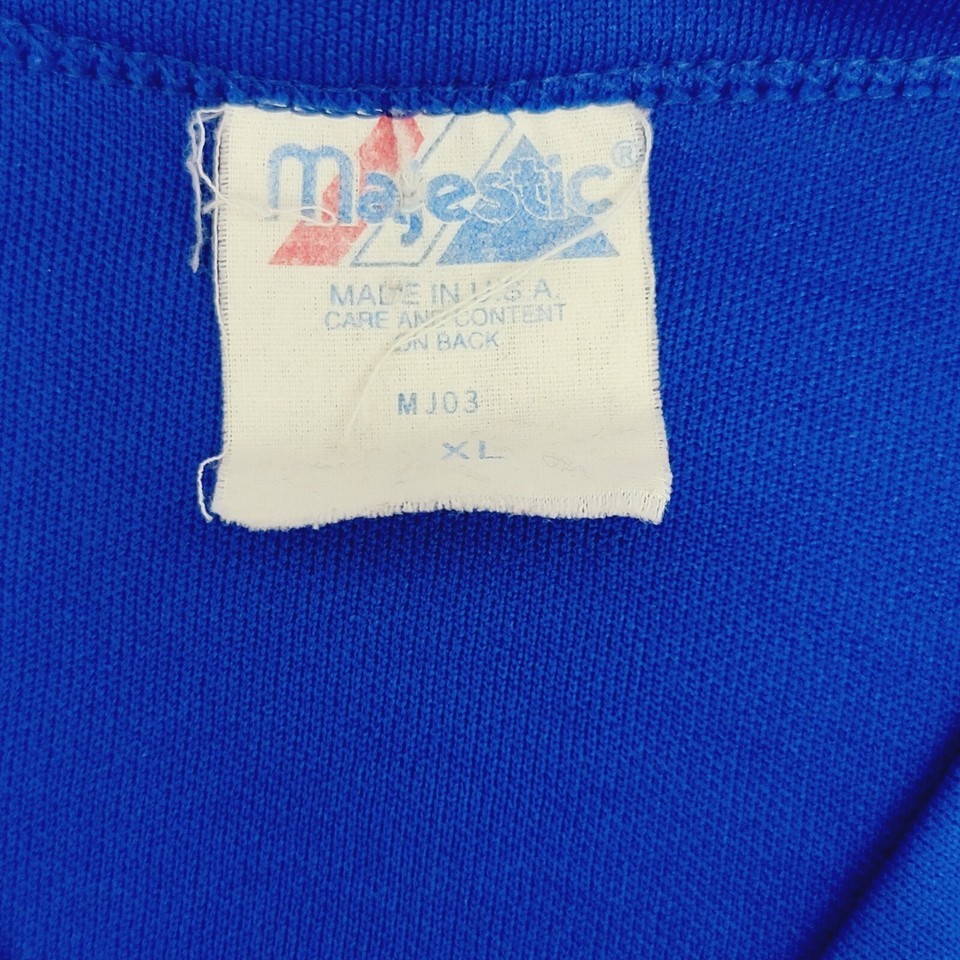 Majestic®
MADE IN U.S.A.
CARE AND CONTENT
ON BACK
MJ03
XL